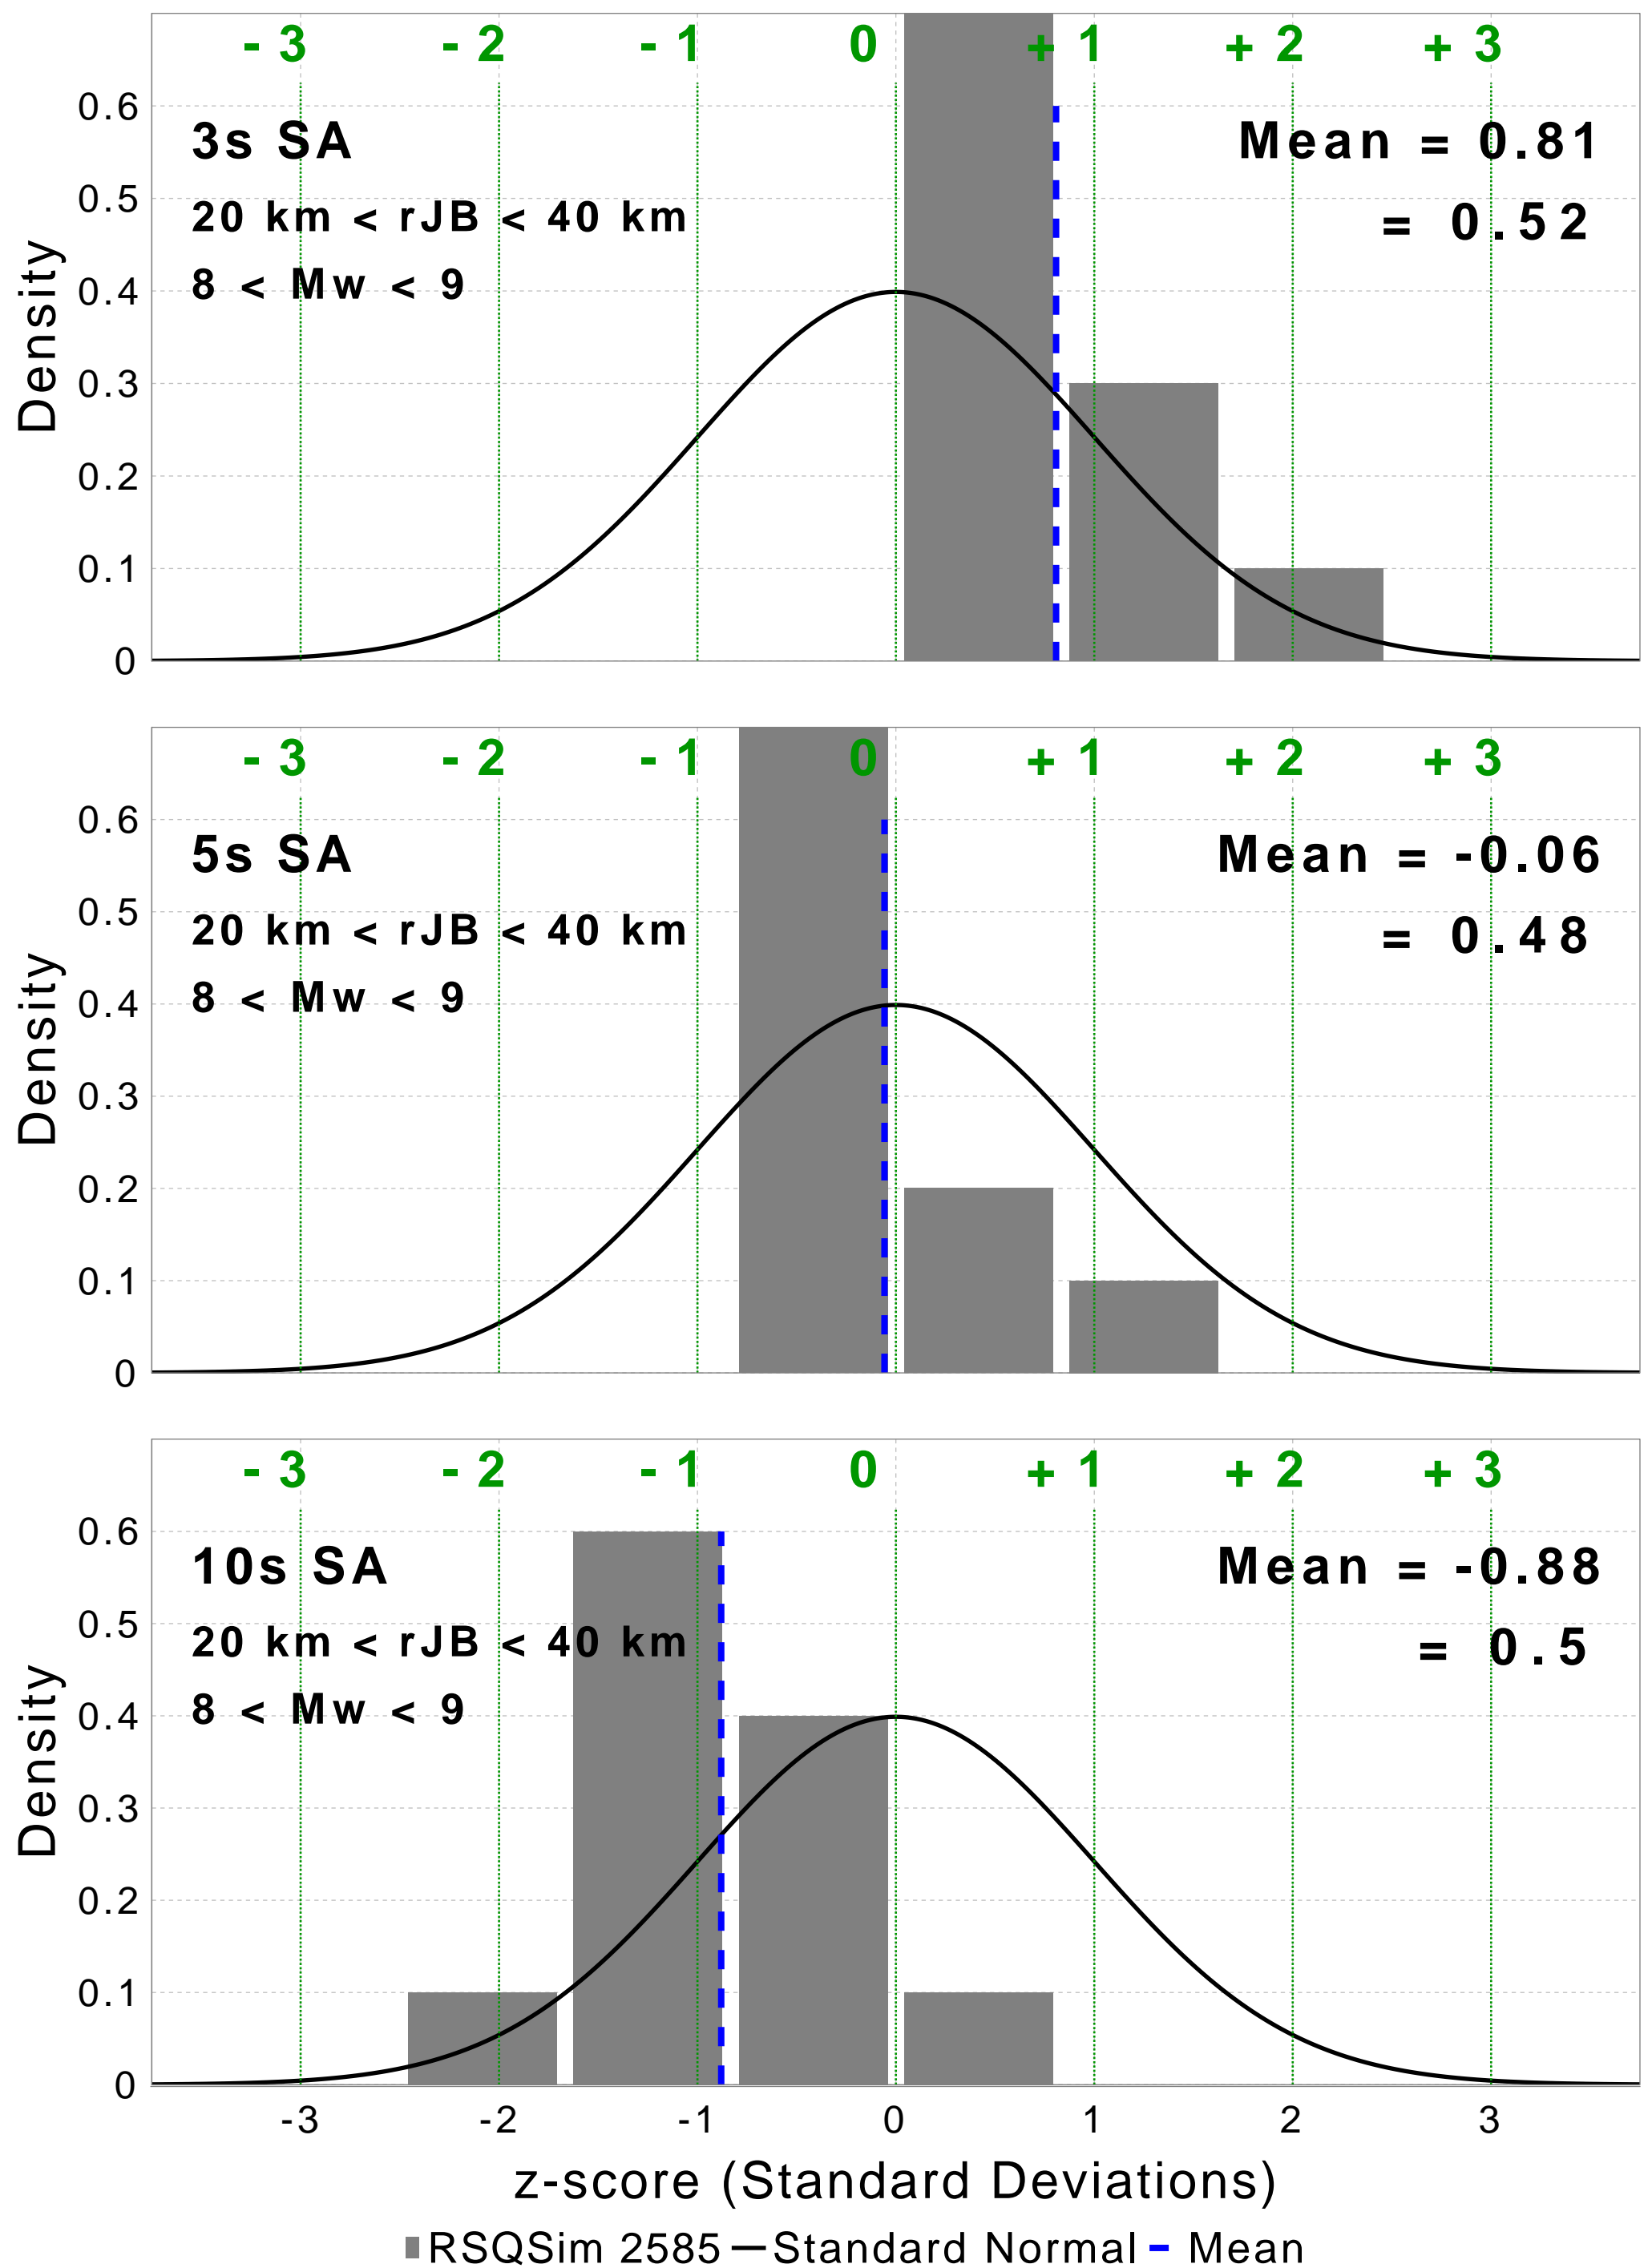 - 3 - 2 - 1 0 + 1 + 2 + 3
0.6
3s SA
Mean = 0.81
0.5
20 km < rJB < 40 km
= 0.52
8 < Mw < 9
0.4
0.3
0.2
0.1
0
Density
- 3 - 2 - 1 0 + 1 + 2 + 3
0.6
5s SA
Mean = -0.06
0.5
20 km < rJB < 40 km
= 0.48
8 < Mw < 9
0.4
0.3
0.2
0.1
0
Density
- 3 - 2 - 1 0 + 1 + 2 + 3
0.6
10s SA
Mean = -0.88
0.5
20 km < rJB < 40 km
= 0.5
8 < Mw < 9
0.4
0.3
0.2
0.1
0
Density
-3 -2 -1 0 1 2 3
z-score (Standard Deviations)
RSQSim 2585 Standard Normal Mean